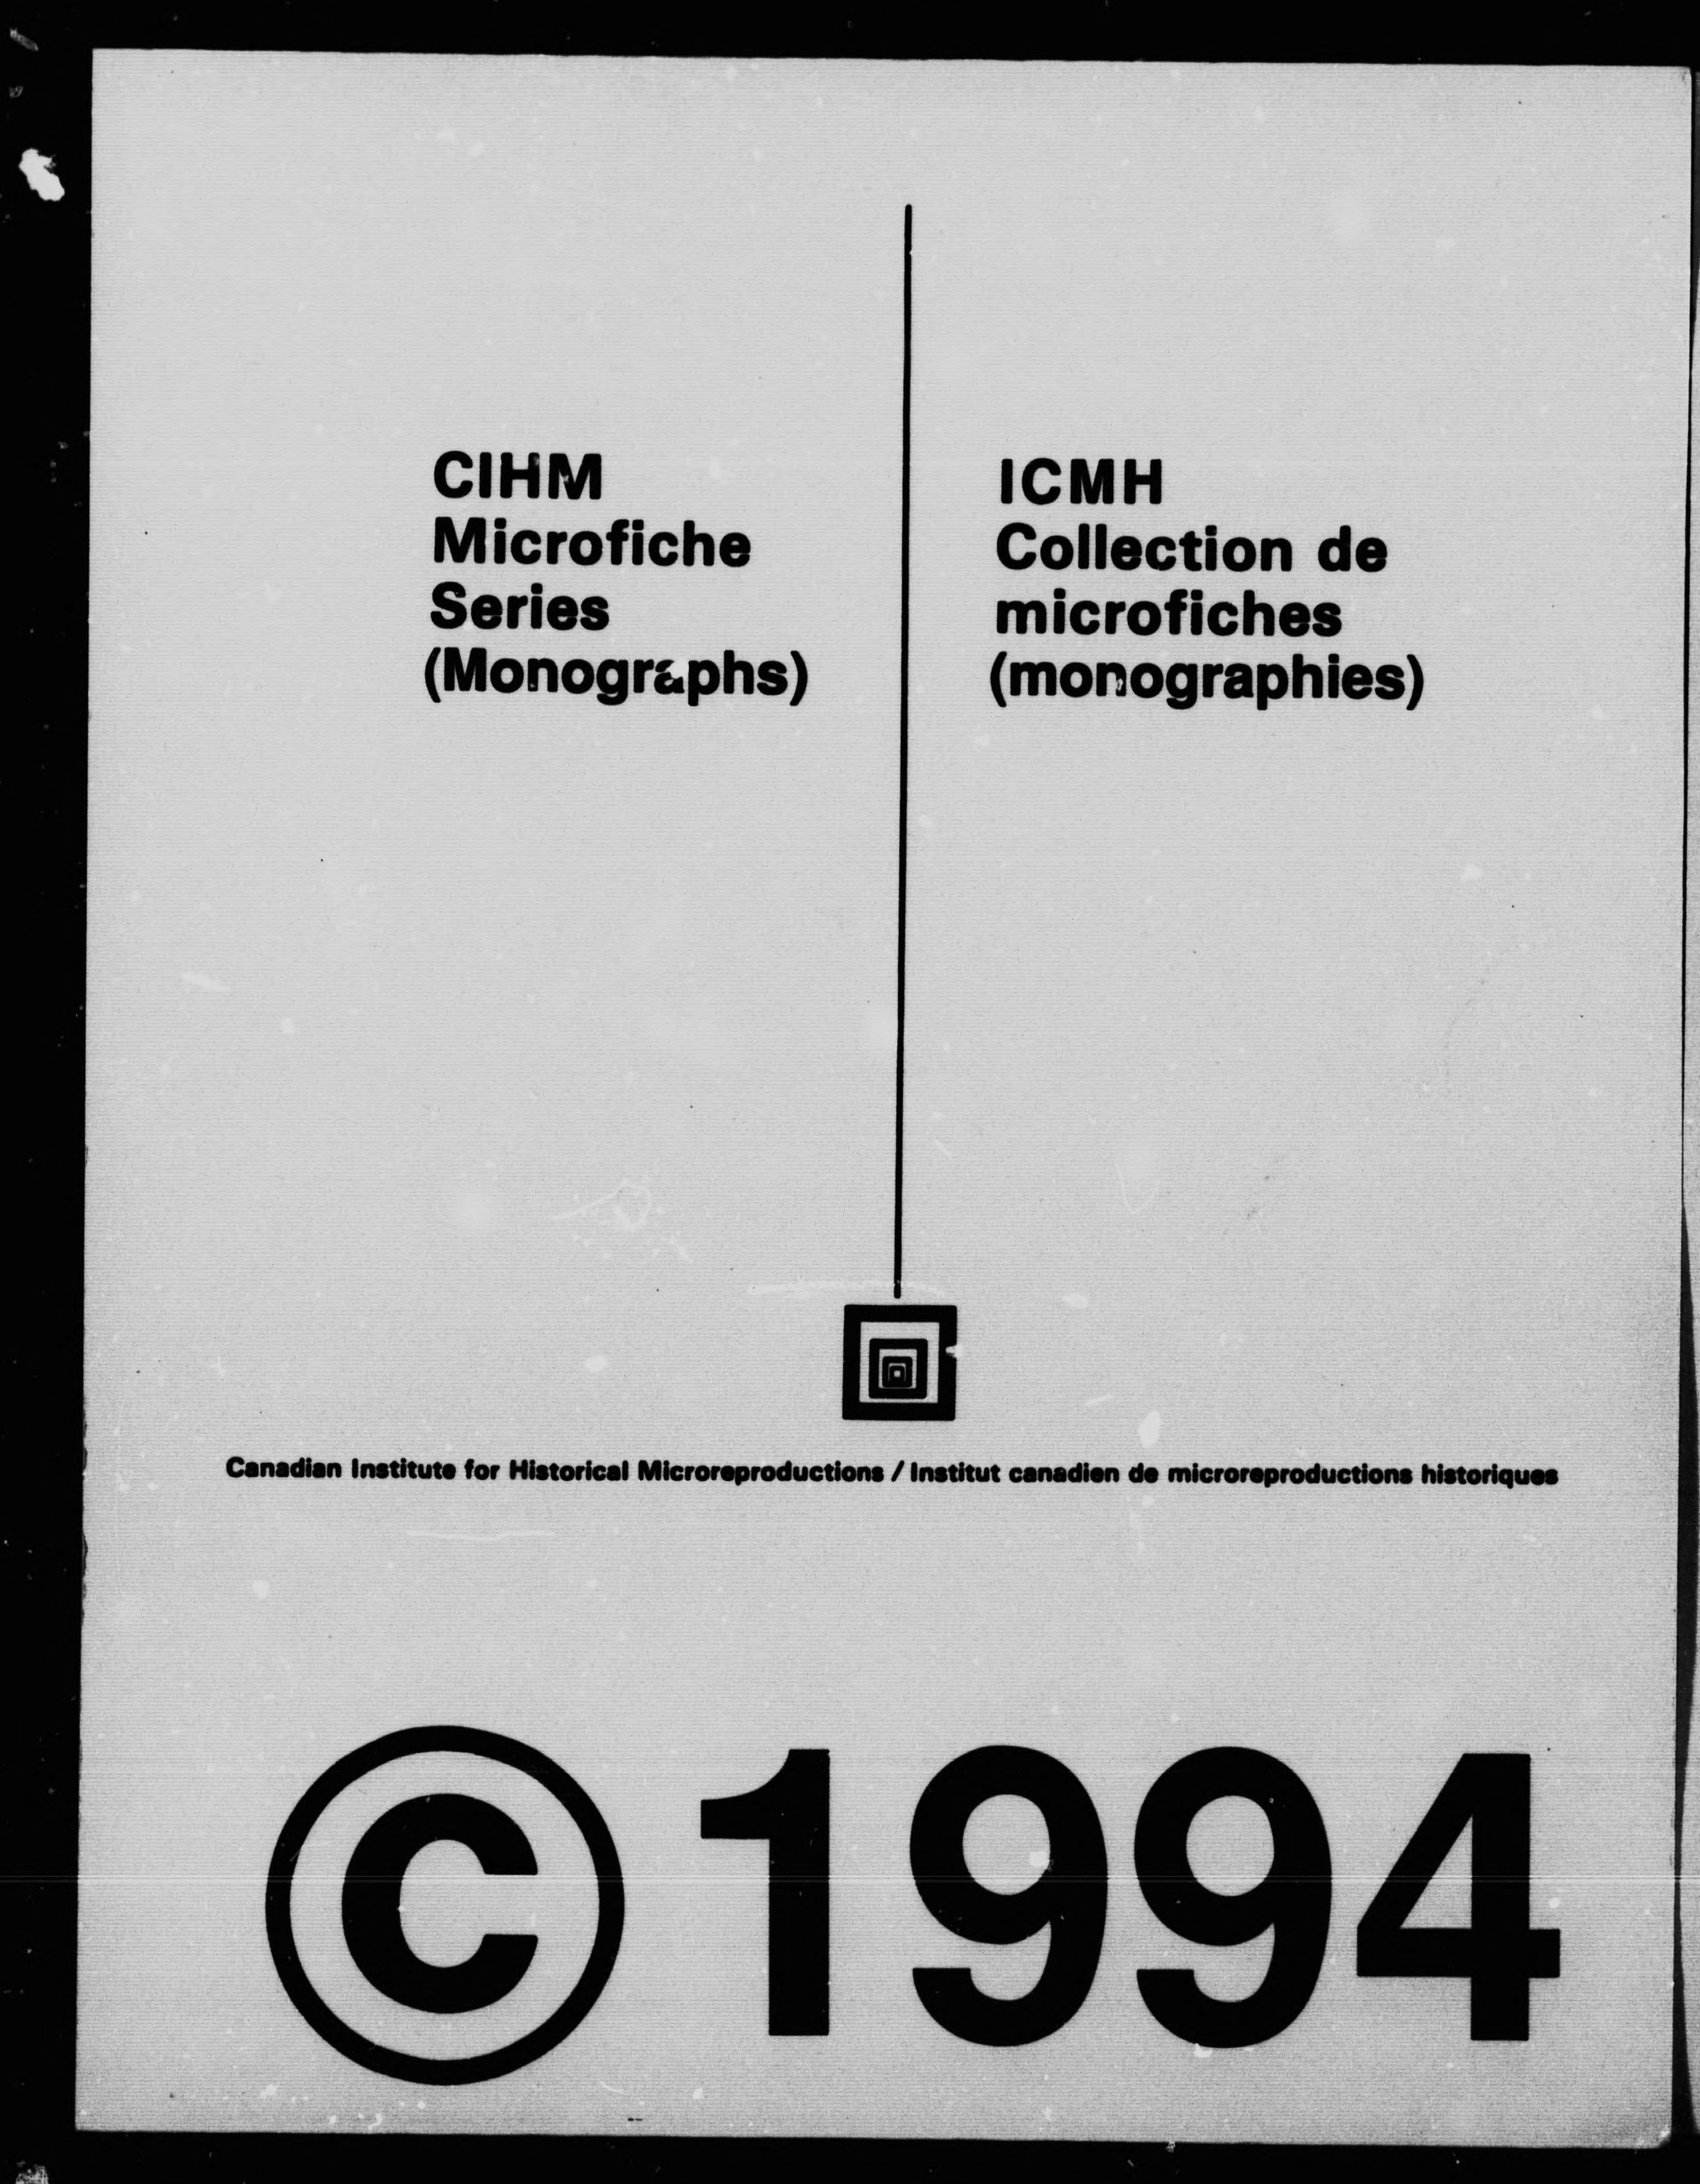 CIHM
Microfiche
Series
(Monographs)
ICMH
Collection de
microfiches
(monographies)
Canadian Institute for Historical Microreproductions / Institut canadien de microreproductions historiques
© 1994